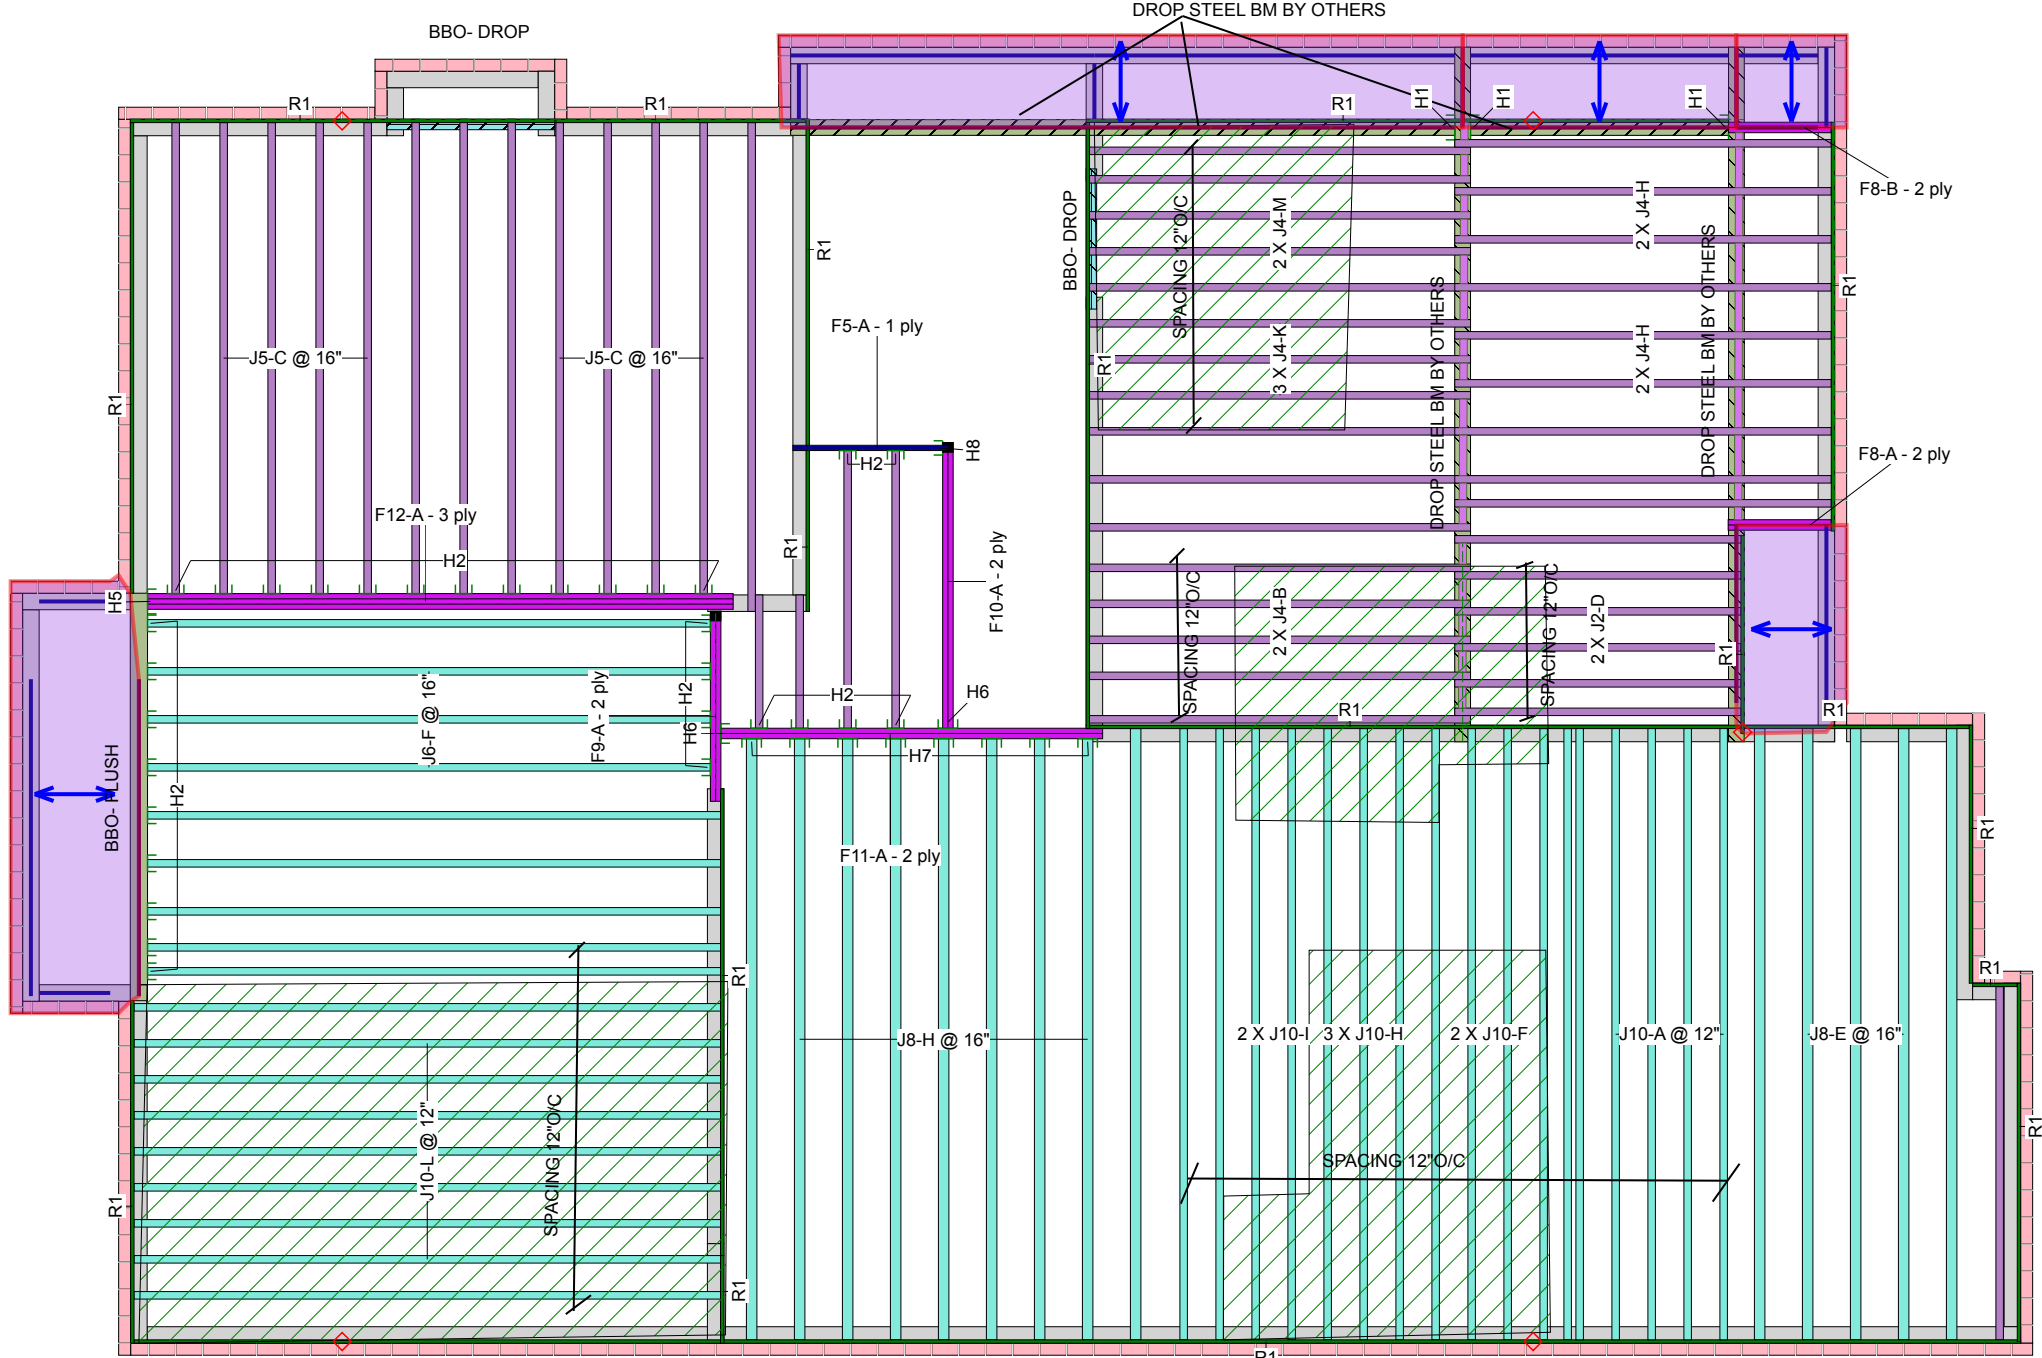 DROP STEEL BM BY OTHERS
BBO- DROP
R1
R1
R1
H1
H1
H1
F8-B - 2 ply
BBO- DROP
SPACING 12"O/C
2 X J4-M
2 X J4-H
DROP STEEL BM BY OTHERS
DROP STEEL BM BY OTHERS
R1
R1
F5-A - 1 ply
J5-C @ 16"
J5-C @ 16"
R1
3 X J4-K
2 X J4-H
R1
H8
H2
F8-A - 2 ply
F12-A - 3 ply
R1
H2
F10-A - 2 ply
H5
SPACING 12"O/C
2 X J4-B
SPACING 12"O/C
2 X J2-D
R1
J6-F @ 16"
F9-A - 2 ply
H2
H6
H2
H6
R1
R1
BBO- FLUSH
H2
H7
F11-A - 2 ply
R1
R1
R1
J8-H @ 16"
2 X J10-I
3 X J10-H
2 X J10-F
J10-A @ 12"
J8-E @ 16"
J10-L @ 12"
SPACING 12"O/C
SPACING 12"O/C
R1
R1
R1
R1